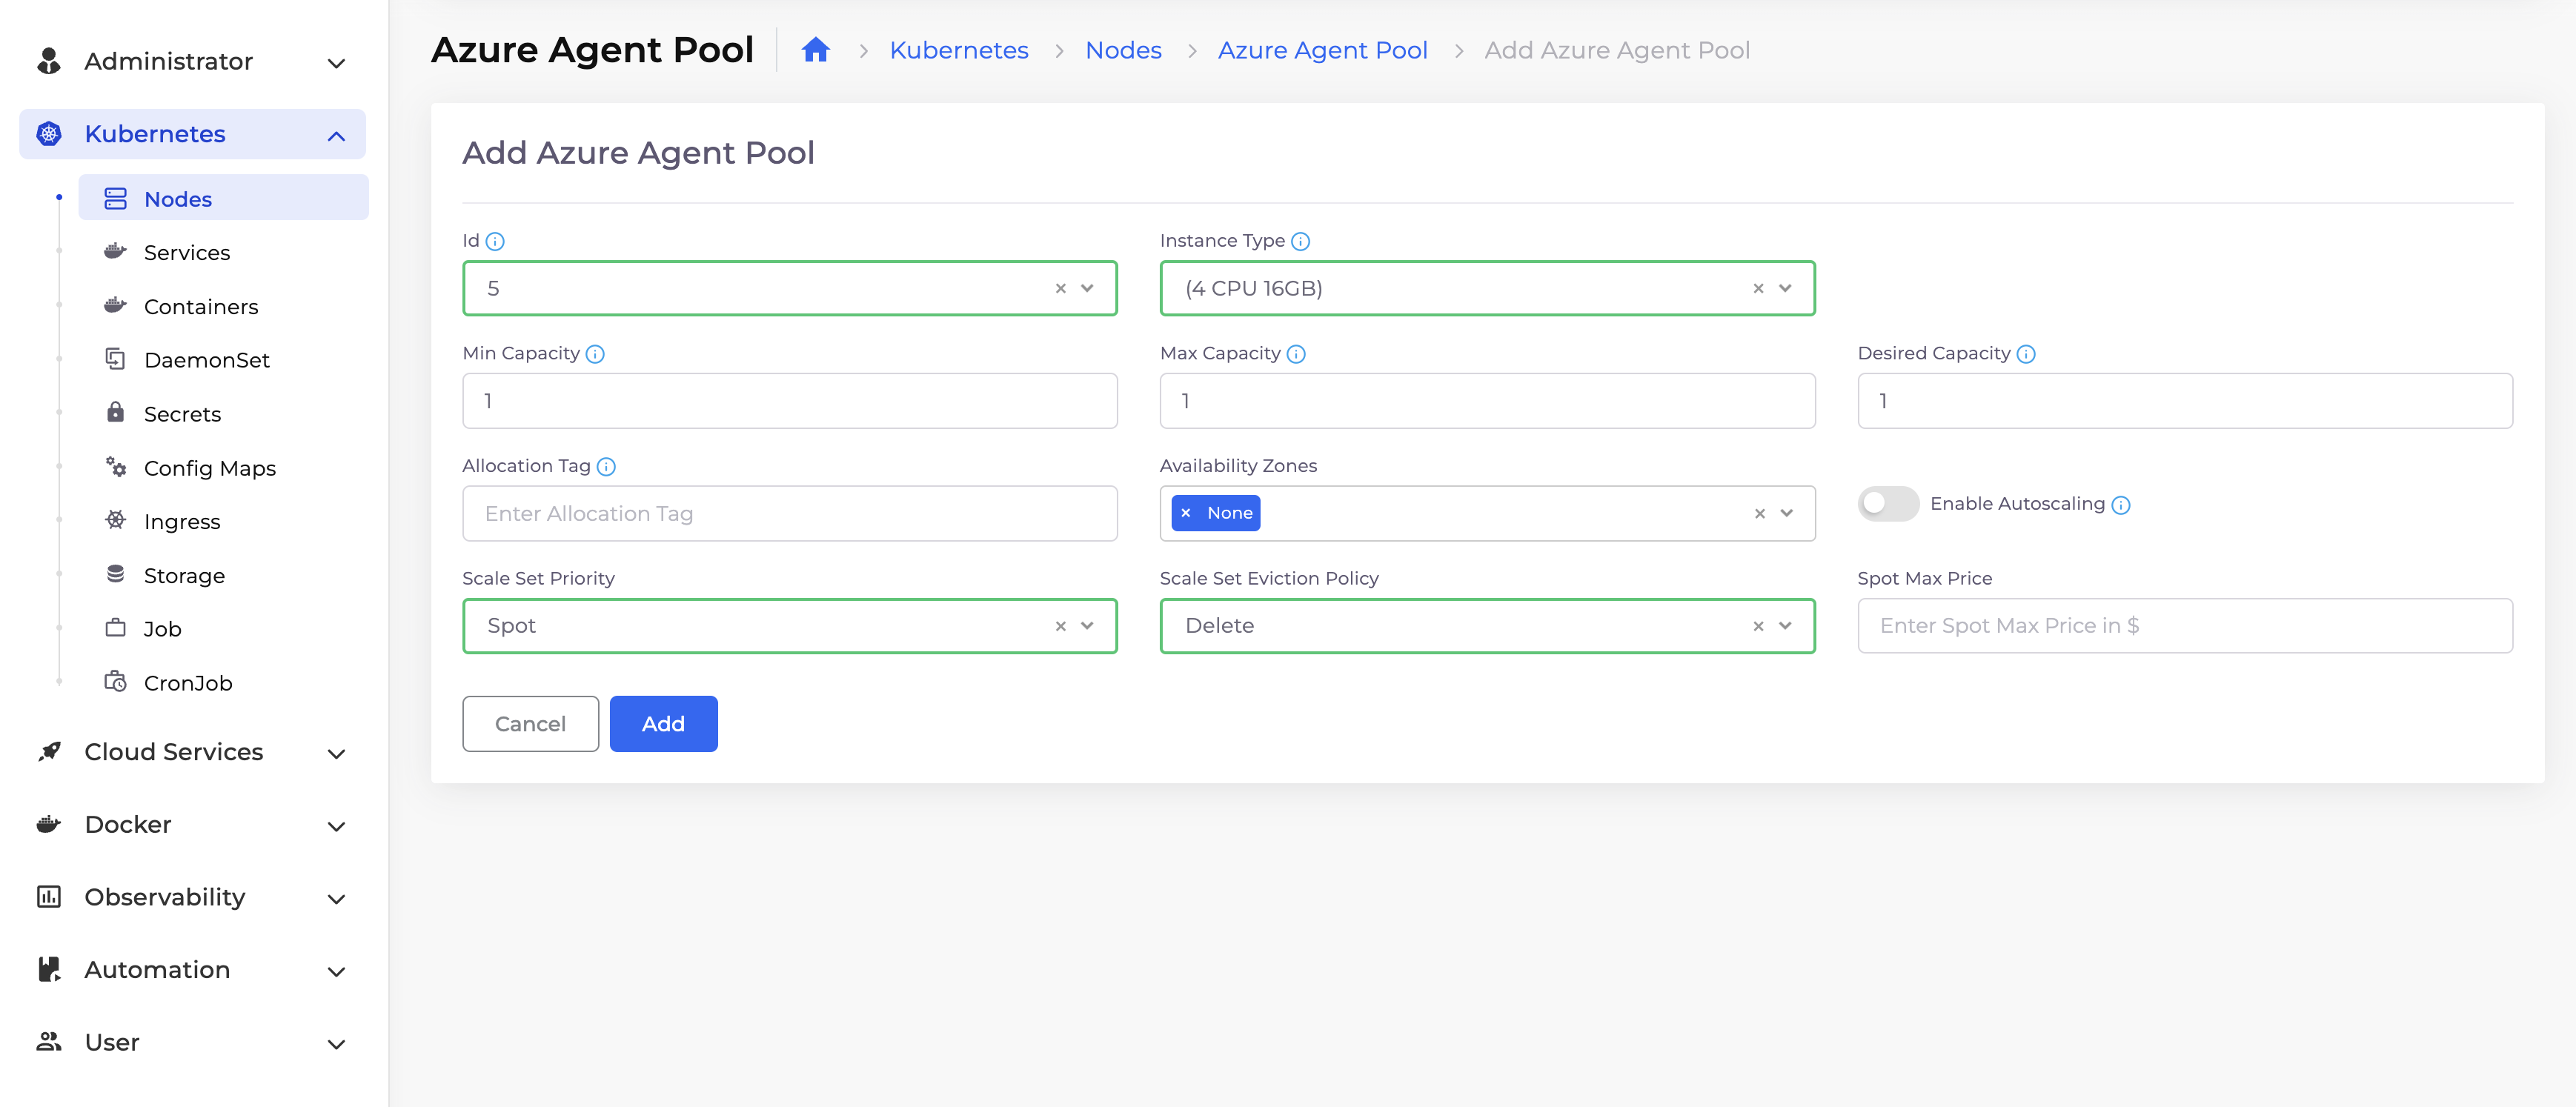 Administrator
Kubernetes
Nodes
Services
Containers
DaemonSet
Secrets
Config Maps
Ingress
Storage
Job
CronJob
Cloud Services
Docker
Observability
Automation
User
Azure Agent Pool
Kubernetes > Nodes > Azure Agent Pool > Add Azure Agent Pool
Add Azure Agent Pool
Id
5
Instance Type
(4 CPU 16GB)
Min Capacity
1
Max Capacity
1
Desired Capacity
1
Allocation Tag
Enter Allocation Tag
Availability Zones
× None
Enable Autoscaling
Scale Set Priority
Spot
Scale Set Eviction Policy
Delete
Spot Max Price
Enter Spot Max Price in $
Cancel
Add